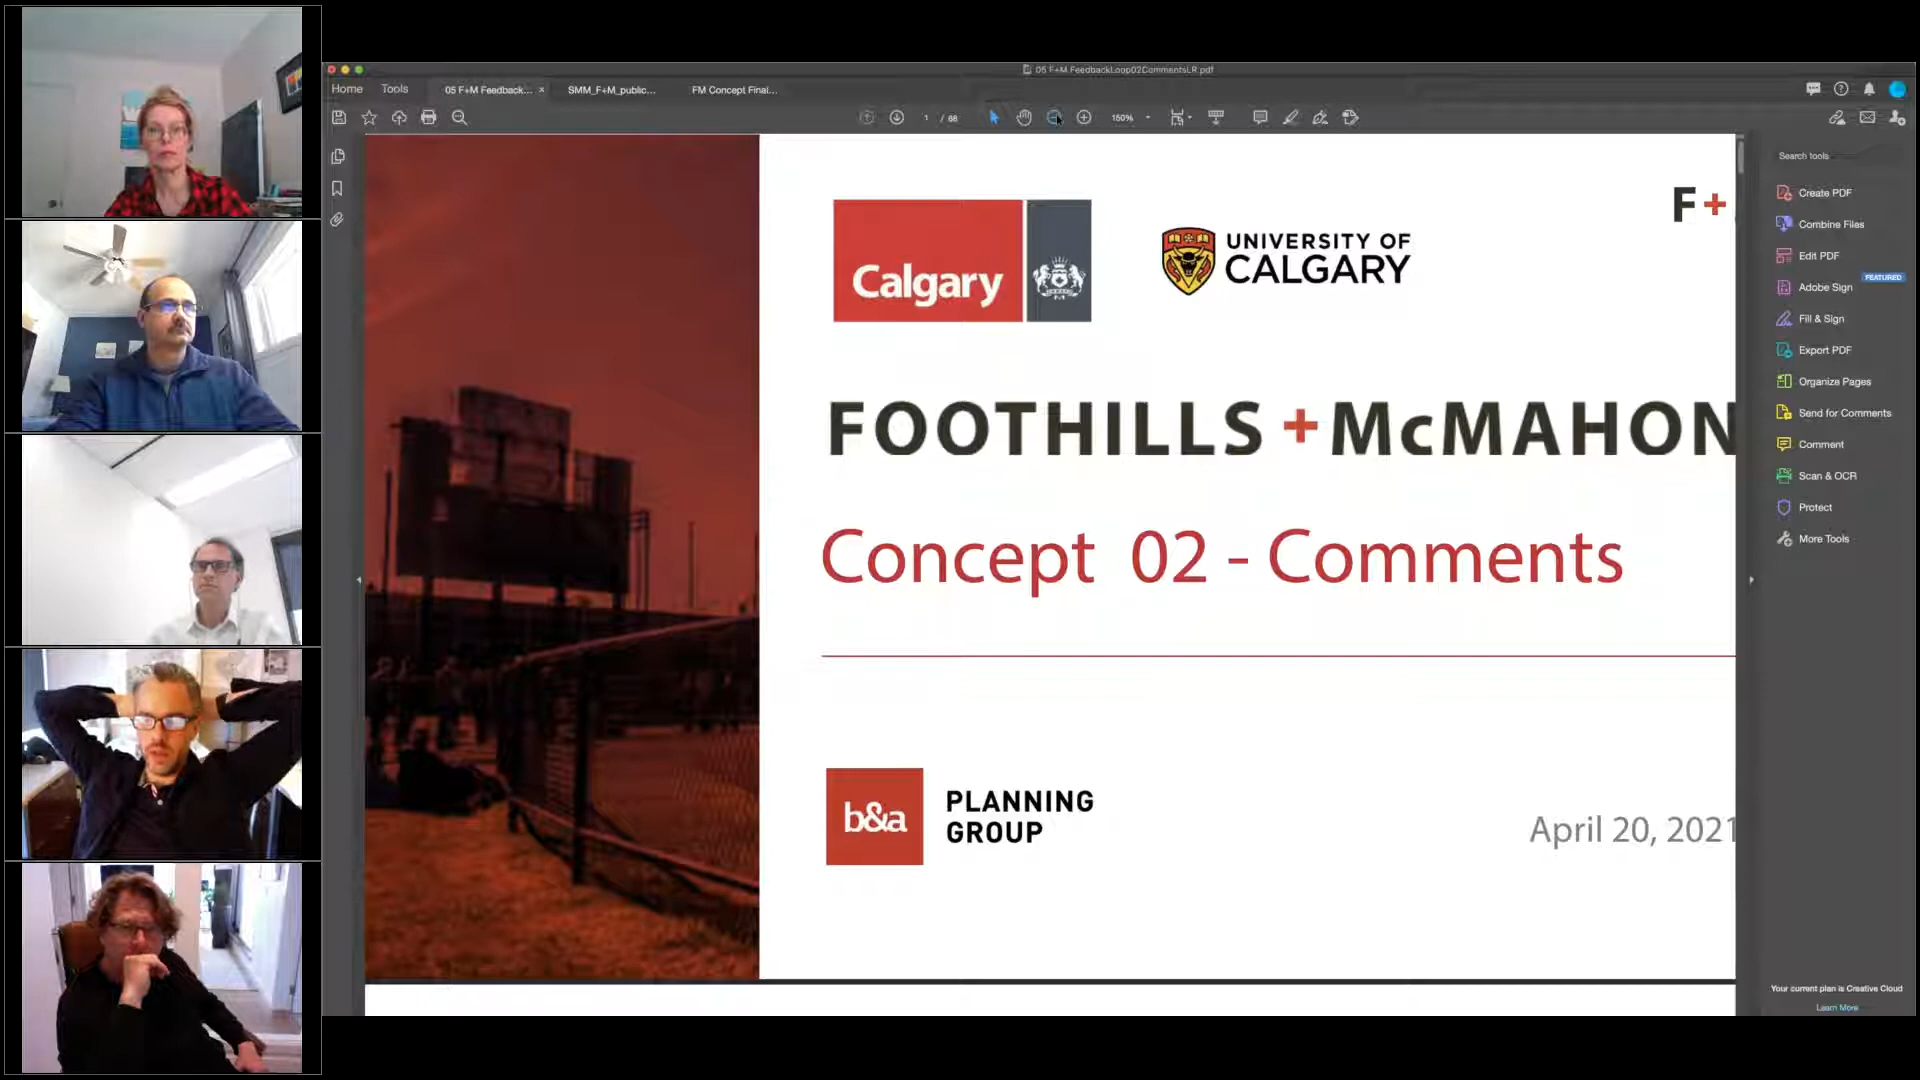 05 F+M FeedbackLoop02CommentsLR.pdf
Home
Tools
05 F+M Feedback...
SMM_F+M_public...
FM Concept Final...
1 / 68
150%
Search tools
Create PDF
Combine Files
Edit PDF
FEATURED
Adobe Sign
Fill & Sign
Export PDF
Organize Pages
Send for Comments
Comment
Scan & OCR
Protect
More Tools
F+
Calgary
UNIVERSITY OF
CALGARY
FOOTHILLS + McMAHON
Concept 02 - Comments
b&a
PLANNING
GROUP
April 20, 2021
Your current plan is Creative Cloud
Learn More